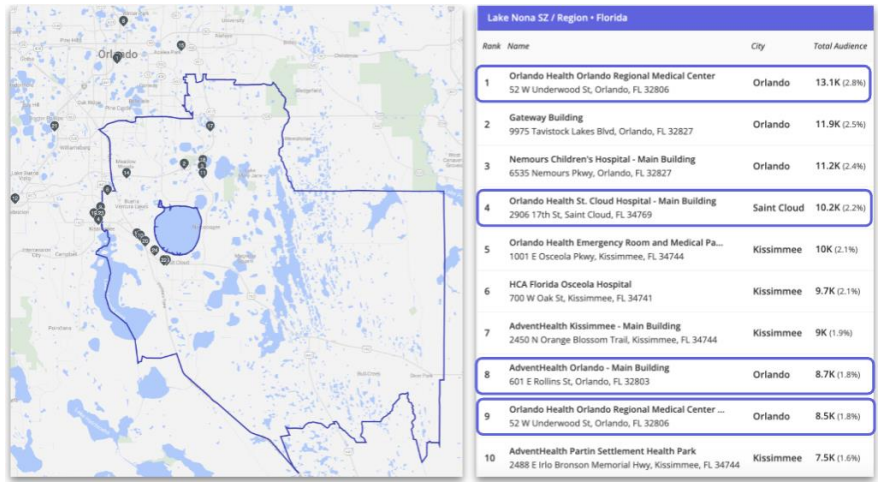 Orlando
Lake Nona SZ / Region • Florida
Rank Name City Total Audience
1 Orlando Health Orlando Regional Medical Center Orlando 13.1K (2.8%)
52 W Underwood St, Orlando, FL 32806
2 Gateway Building Orlando 11.9K (2.5%)
9975 Tavistock Lakes Blvd, Orlando, FL 32827
3 Nemours Children's Hospital - Main Building Orlando 11.2K (2.4%)
6535 Nemours Pkwy, Orlando, FL 32827
4 Orlando Health St. Cloud Hospital - Main Building Saint Cloud 10.2K (2.2%)
2906 17th St, Saint Cloud, FL 34769
5 Orlando Health Emergency Room and Medical Pa... Kissimmee 10K (2.1%)
1001 E Osceola Pkwy, Kissimmee, FL 34744
6 HCA Florida Osceola Hospital Kissimmee 9.7K (2.1%)
700 W Oak St, Kissimmee, FL 34741
7 AdventHealth Kissimmee - Main Building Kissimmee 9K (1.9%)
2450 N Orange Blossom Trail, Kissimmee, FL 34744
8 AdventHealth Orlando - Main Building Orlando 8.7K (1.8%)
601 E Rollins St, Orlando, FL 32803
9 Orlando Health Orlando Regional Medical Center ... Orlando 8.5K (1.8%)
52 W Underwood St, Orlando, FL 32806
10 AdventHealth Partin Settlement Health Park Kissimmee 7.5K (1.6%)
2488 E Irlo Bronson Memorial Hwy, Kissimmee, FL 34744